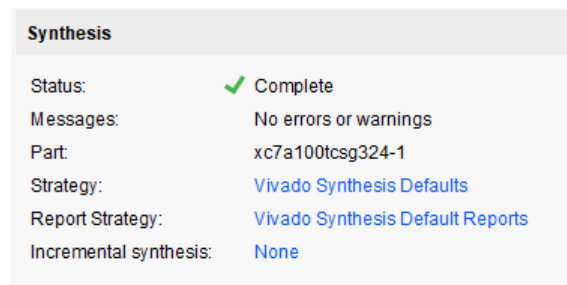 Synthesis
Status: Complete
Messages: No errors or warnings
Part: xc7a100tcsg324-1
Strategy: Vivado Synthesis Defaults
Report Strategy: Vivado Synthesis Default Reports
Incremental synthesis: None